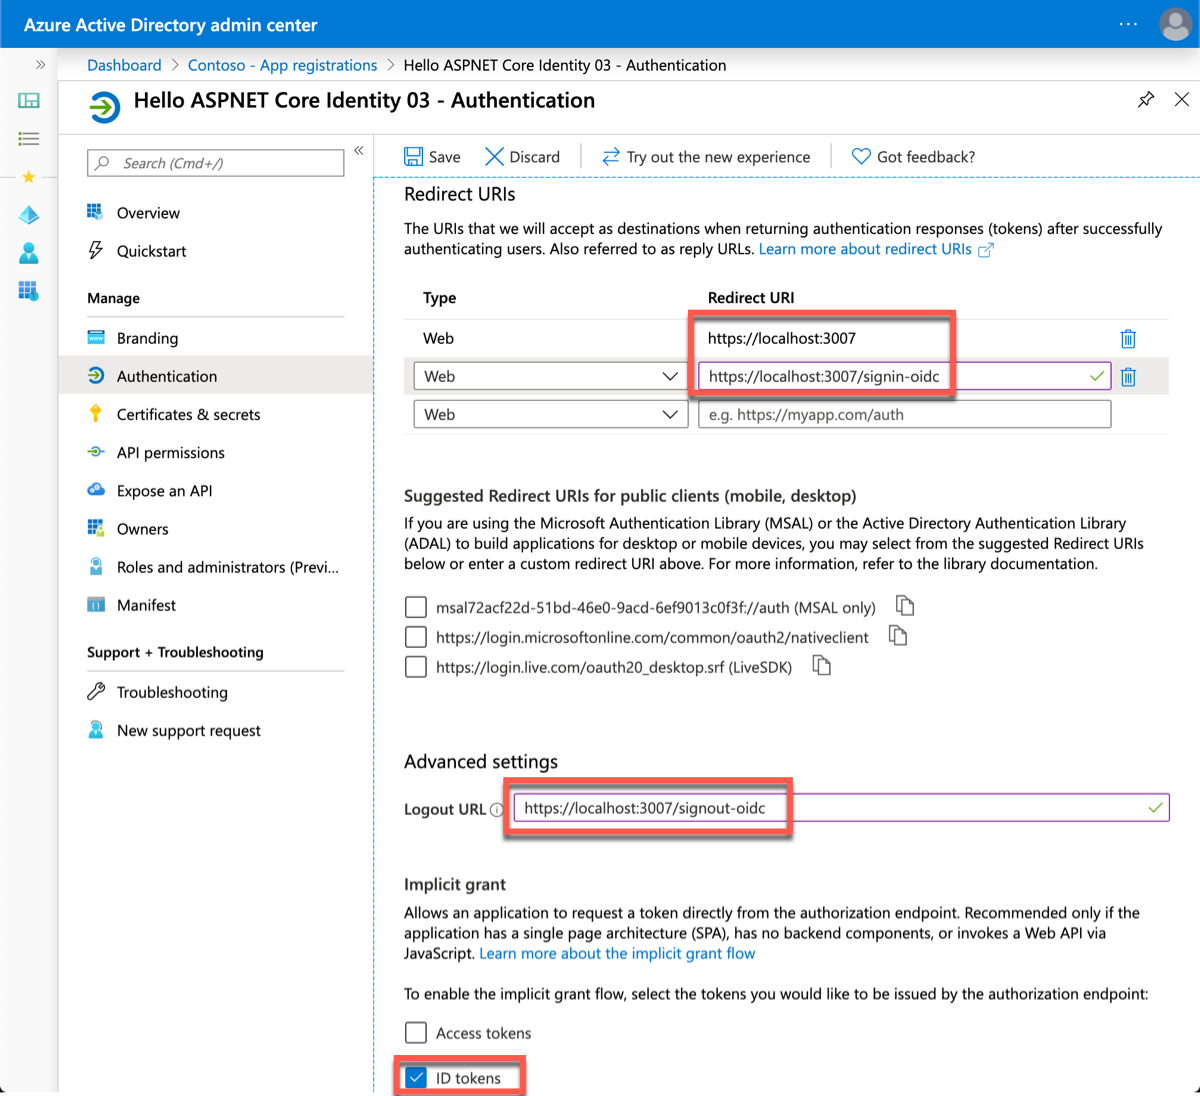 Azure Active Directory admin center
Dashboard > Contoso - App registrations > Hello ASPNET Core Identity 03 - Authentication
Hello ASPNET Core Identity 03 - Authentication
Search (Cmd+/)
Overview
Quickstart
Manage
Branding
Authentication
Certificates & secrets
API permissions
Expose an API
Owners
Roles and administrators (Previ...
Manifest
Support + Troubleshooting
Troubleshooting
New support request
Save Discard Try out the new experience Got feedback?
Redirect URIs
The URIs that we will accept as destinations when returning authentication responses (tokens) after successfully
authenticating users. Also referred to as reply URLs. Learn more about redirect URIs
Type Redirect URI
Web https://localhost:3007
Web https://localhost:3007/signin-oidc
Web e.g. https://myapp.com/auth
Suggested Redirect URIs for public clients (mobile, desktop)
If you are using the Microsoft Authentication Library (MSAL) or the Active Directory Authentication Library
(ADAL) to build applications for desktop or mobile devices, you may select from the suggested Redirect URIs
below or enter a custom redirect URI above. For more information, refer to the library documentation.
msal72acf22d-51bd-46e0-9acd-6ef9013c0f3f://auth (MSAL only)
https://login.microsoftonline.com/common/oauth2/nativeclient
https://login.live.com/oauth20_desktop.srf (LiveSDK)
Advanced settings
Logout URL https://localhost:3007/signout-oidc
Implicit grant
Allows an application to request a token directly from the authorization endpoint. Recommended only if the
application has a single page architecture (SPA), has no backend components, or invokes a Web API via
JavaScript. Learn more about the implicit grant flow
To enable the implicit grant flow, select the tokens you would like to be issued by the authorization endpoint:
Access tokens
ID tokens